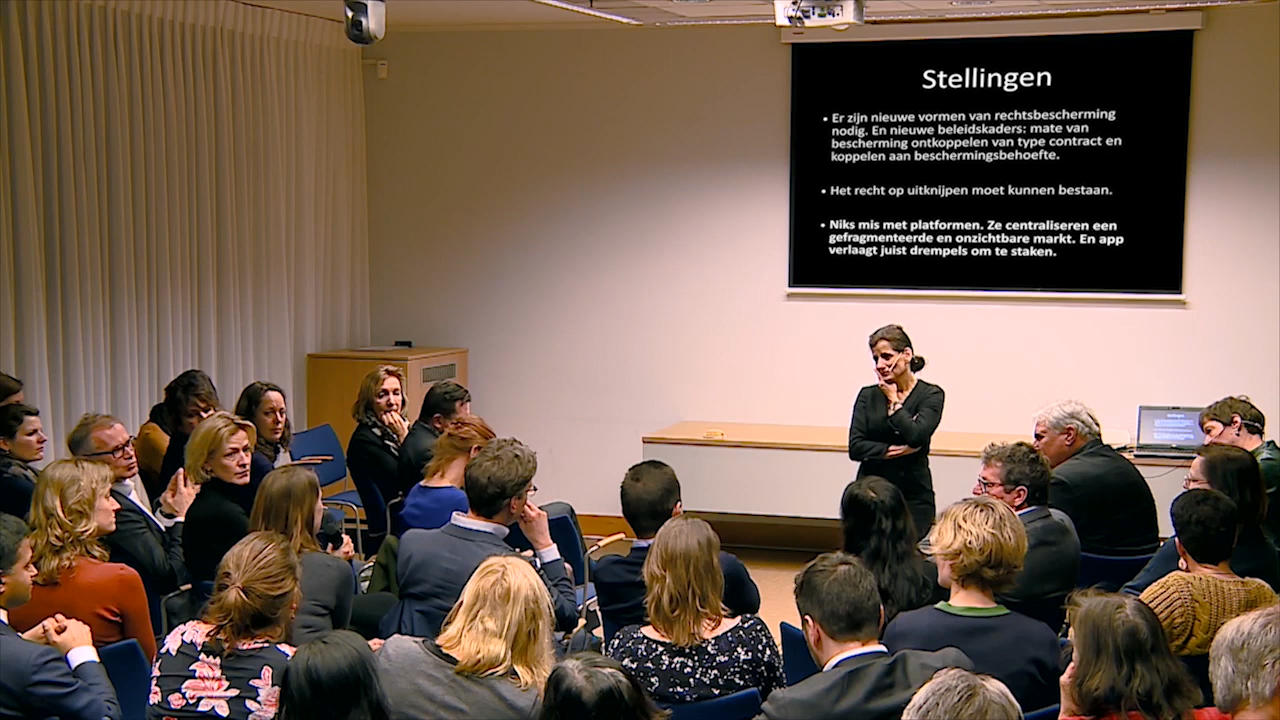 Stellingen
• Er zijn nieuwe vormen van rechtsbescherming
nodig. En nieuwe beleidskaders: mate van
bescherming ontkoppelen van type contract en
koppelen aan beschermingsbehoefte.
• Het recht op uitknijpen moet kunnen bestaan.
• Niks mis met platformen. Ze centraliseren een
gefragmenteerde en onzichtbare markt. En app
verlaagt juist drempels om te staken.